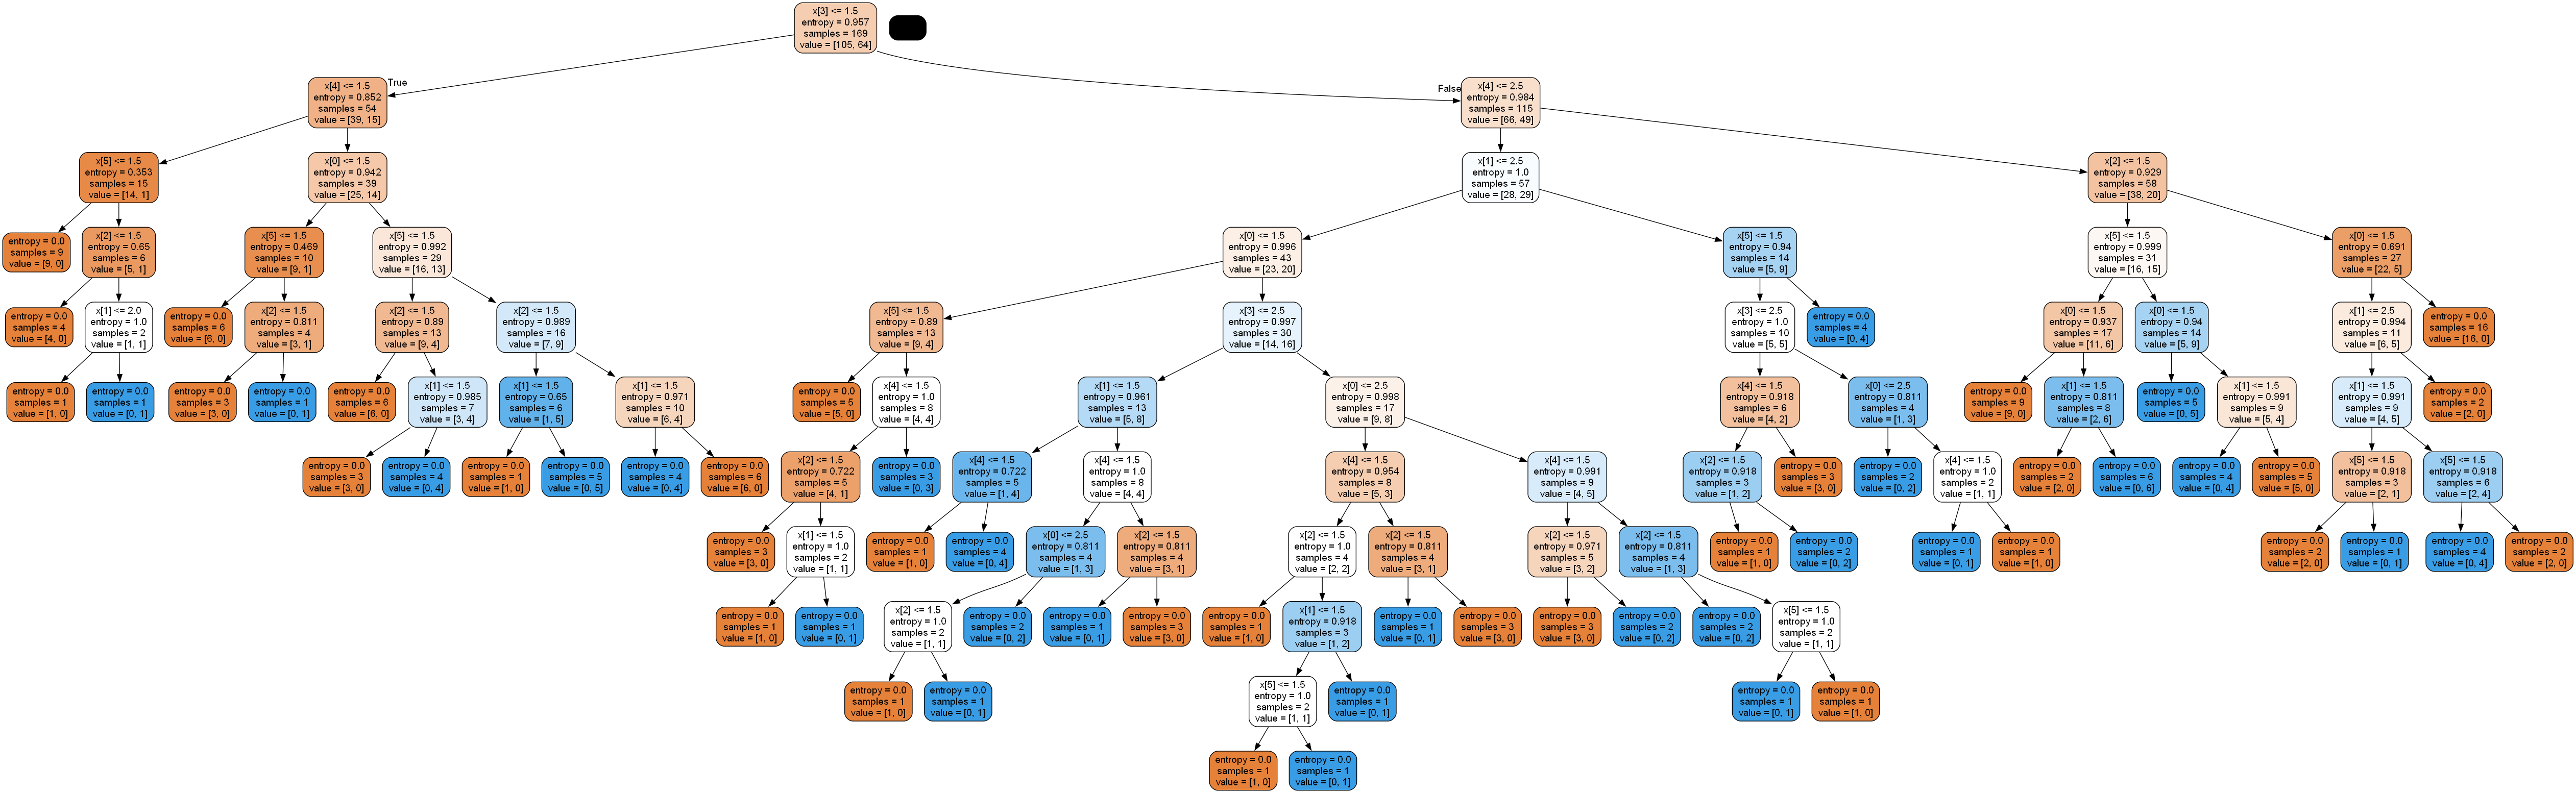 x[3] <= 1.5
entropy = 0.957
samples = 169
value = [105, 64]
True
False
x[4] <= 1.5
entropy = 0.852
samples = 54
value = [39, 15]
x[4] <= 2.5
entropy = 0.984
samples = 115
value = [66, 49]
x[5] <= 1.5
entropy = 0.353
samples = 15
value = [14, 1]
x[0] <= 1.5
entropy = 0.942
samples = 39
value = [25, 14]
x[1] <= 2.5
entropy = 1.0
samples = 57
value = [28, 29]
x[2] <= 1.5
entropy = 0.929
samples = 58
value = [38, 20]
entropy = 0.0
samples = 9
value = [9, 0]
x[2] <= 1.5
entropy = 0.65
samples = 6
value = [5, 1]
x[5] <= 1.5
entropy = 0.469
samples = 10
value = [9, 1]
x[5] <= 1.5
entropy = 0.992
samples = 29
value = [16, 13]
x[0] <= 1.5
entropy = 0.996
samples = 43
value = [23, 20]
x[5] <= 1.5
entropy = 0.94
samples = 14
value = [5, 9]
x[5] <= 1.5
entropy = 0.999
samples = 31
value = [16, 15]
x[0] <= 1.5
entropy = 0.691
samples = 27
value = [22, 5]
entropy = 0.0
samples = 4
value = [4, 0]
x[1] <= 2.0
entropy = 1.0
samples = 2
value = [1, 1]
entropy = 0.0
samples = 6
value = [6, 0]
x[2] <= 1.5
entropy = 0.811
samples = 4
value = [3, 1]
x[2] <= 1.5
entropy = 0.89
samples = 13
value = [9, 4]
x[2] <= 1.5
entropy = 0.989
samples = 16
value = [7, 9]
x[5] <= 1.5
entropy = 0.89
samples = 13
value = [9, 4]
x[3] <= 2.5
entropy = 0.997
samples = 30
value = [14, 16]
x[3] <= 2.5
entropy = 1.0
samples = 10
value = [5, 5]
entropy = 0.0
samples = 4
value = [0, 4]
x[0] <= 1.5
entropy = 0.937
samples = 17
value = [11, 6]
x[0] <= 1.5
entropy = 0.94
samples = 14
value = [5, 9]
x[1] <= 2.5
entropy = 0.994
samples = 11
value = [6, 5]
entropy = 0.0
samples = 16
value = [16, 0]
entropy = 0.0
samples = 1
value = [1, 0]
entropy = 0.0
samples = 1
value = [0, 1]
entropy = 0.0
samples = 3
value = [3, 0]
entropy = 0.0
samples = 1
value = [0, 1]
entropy = 0.0
samples = 6
value = [6, 0]
x[1] <= 1.5
entropy = 0.985
samples = 7
value = [3, 4]
x[1] <= 1.5
entropy = 0.65
samples = 6
value = [1, 5]
x[1] <= 1.5
entropy = 0.971
samples = 10
value = [6, 4]
entropy = 0.0
samples = 5
value = [5, 0]
x[4] <= 1.5
entropy = 1.0
samples = 8
value = [4, 4]
x[1] <= 1.5
entropy = 0.961
samples = 13
value = [5, 8]
x[0] <= 2.5
entropy = 0.998
samples = 17
value = [9, 8]
x[4] <= 1.5
entropy = 0.918
samples = 6
value = [4, 2]
x[0] <= 2.5
entropy = 0.811
samples = 4
value = [1, 3]
entropy = 0.0
samples = 9
value = [9, 0]
x[1] <= 1.5
entropy = 0.811
samples = 8
value = [2, 6]
entropy = 0.0
samples = 5
value = [0, 5]
x[1] <= 1.5
entropy = 0.991
samples = 9
value = [5, 4]
x[1] <= 1.5
entropy = 0.991
samples = 9
value = [4, 5]
entropy = 0.0
samples = 2
value = [2, 0]
entropy = 0.0
samples = 3
value = [3, 0]
entropy = 0.0
samples = 4
value = [0, 4]
entropy = 0.0
samples = 1
value = [1, 0]
entropy = 0.0
samples = 5
value = [0, 5]
entropy = 0.0
samples = 4
value = [0, 4]
entropy = 0.0
samples = 6
value = [6, 0]
x[2] <= 1.5
entropy = 0.722
samples = 5
value = [4, 1]
entropy = 0.0
samples = 3
value = [0, 3]
x[4] <= 1.5
entropy = 0.722
samples = 5
value = [1, 4]
x[4] <= 1.5
entropy = 1.0
samples = 8
value = [4, 4]
x[4] <= 1.5
entropy = 0.954
samples = 8
value = [5, 3]
x[4] <= 1.5
entropy = 0.991
samples = 9
value = [4, 5]
x[2] <= 1.5
entropy = 0.918
samples = 3
value = [1, 2]
entropy = 0.0
samples = 3
value = [3, 0]
entropy = 0.0
samples = 2
value = [0, 2]
x[4] <= 1.5
entropy = 1.0
samples = 2
value = [1, 1]
entropy = 0.0
samples = 2
value = [2, 0]
entropy = 0.0
samples = 6
value = [0, 6]
entropy = 0.0
samples = 4
value = [0, 4]
entropy = 0.0
samples = 5
value = [5, 0]
x[5] <= 1.5
entropy = 0.918
samples = 3
value = [2, 1]
x[5] <= 1.5
entropy = 0.918
samples = 6
value = [2, 4]
entropy = 0.0
samples = 3
value = [3, 0]
x[1] <= 1.5
entropy = 1.0
samples = 2
value = [1, 1]
entropy = 0.0
samples = 1
value = [1, 0]
entropy = 0.0
samples = 4
value = [0, 4]
x[0] <= 2.5
entropy = 0.811
samples = 4
value = [1, 3]
x[2] <= 1.5
entropy = 0.811
samples = 4
value = [3, 1]
x[2] <= 1.5
entropy = 1.0
samples = 4
value = [2, 2]
x[2] <= 1.5
entropy = 0.811
samples = 4
value = [3, 1]
x[2] <= 1.5
entropy = 0.971
samples = 5
value = [3, 2]
x[2] <= 1.5
entropy = 0.811
samples = 4
value = [1, 3]
entropy = 0.0
samples = 1
value = [1, 0]
entropy = 0.0
samples = 2
value = [0, 2]
entropy = 0.0
samples = 1
value = [0, 1]
entropy = 0.0
samples = 1
value = [1, 0]
entropy = 0.0
samples = 2
value = [2, 0]
entropy = 0.0
samples = 1
value = [0, 1]
entropy = 0.0
samples = 4
value = [0, 4]
entropy = 0.0
samples = 2
value = [2, 0]
entropy = 0.0
samples = 1
value = [1, 0]
entropy = 0.0
samples = 1
value = [0, 1]
x[2] <= 1.5
entropy = 1.0
samples = 2
value = [1, 1]
entropy = 0.0
samples = 2
value = [0, 2]
entropy = 0.0
samples = 1
value = [0, 1]
entropy = 0.0
samples = 3
value = [3, 0]
entropy = 0.0
samples = 1
value = [1, 0]
x[1] <= 1.5
entropy = 0.918
samples = 3
value = [1, 2]
entropy = 0.0
samples = 1
value = [0, 1]
entropy = 0.0
samples = 3
value = [3, 0]
entropy = 0.0
samples = 3
value = [3, 0]
entropy = 0.0
samples = 2
value = [0, 2]
entropy = 0.0
samples = 2
value = [0, 2]
x[5] <= 1.5
entropy = 1.0
samples = 2
value = [1, 1]
entropy = 0.0
samples = 1
value = [1, 0]
entropy = 0.0
samples = 1
value = [0, 1]
x[5] <= 1.5
entropy = 1.0
samples = 2
value = [1, 1]
entropy = 0.0
samples = 1
value = [0, 1]
entropy = 0.0
samples = 1
value = [0, 1]
entropy = 0.0
samples = 1
value = [1, 0]
entropy = 0.0
samples = 1
value = [1, 0]
entropy = 0.0
samples = 1
value = [0, 1]